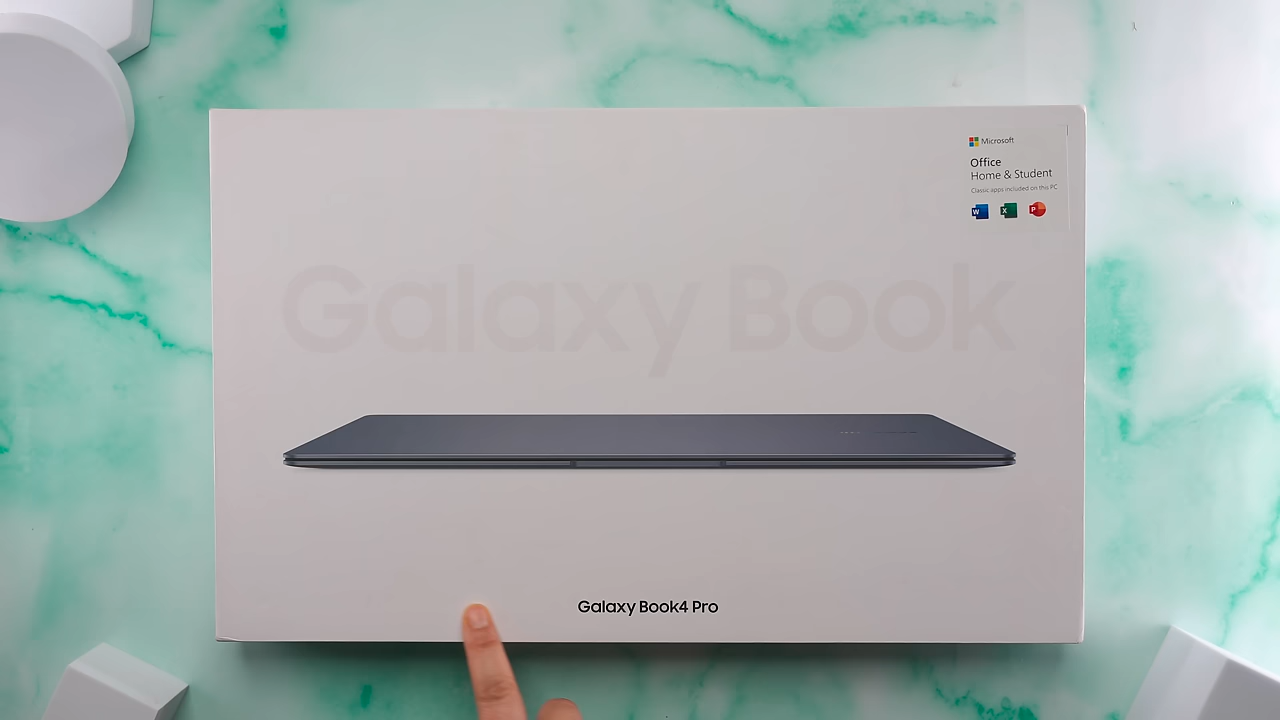 Microsoft
Office
Home & Student
Classic apps included on this PC
W
X
P
Galaxy Book
Galaxy Book4 Pro